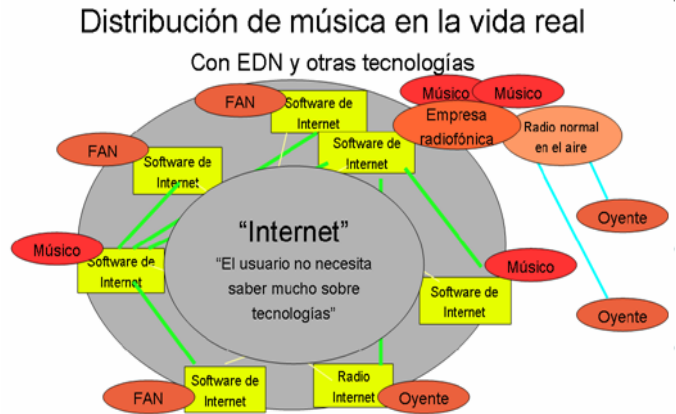 Distribución de música en la vida real
Con EDN y otras tecnologías
Músico
Músico
FAN
Software de
Internet
Empresa
radiofónica
Radio normal
en el aire
Software de
Internet
FAN
Software de
Internet
Oyente
“Internet”
“El usuario no necesita
saber mucho sobre
tecnologías”
Músico
Software de
Internet
Músico
Software de
Internet
Oyente
FAN
Software de
Internet
Radio
Internet
Oyente